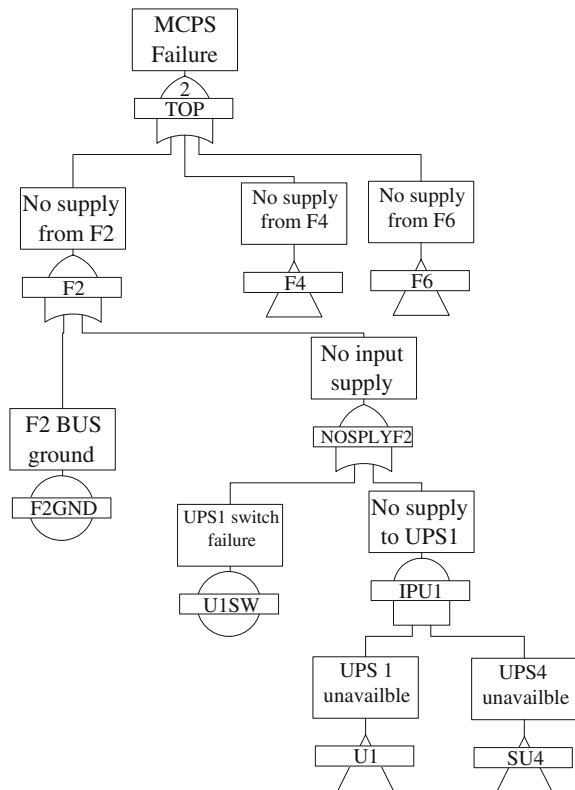 MCPS
Failure
2
TOP
No supply
from F2
No supply
from F4
No supply
from F6
F2
F4
F6
No input
supply
F2 BUS
ground
NOSPLYF2
F2GND
UPS1 switch
failure
No supply
to UPS1
U1SW
IPU1
UPS 1
unavailble
UPS4
unavailble
U1
SU4